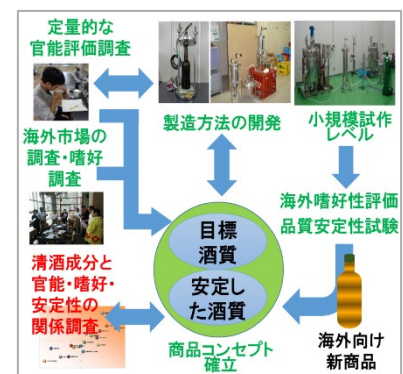 定量的な
官能評価調査
製造方法の開発
小規模試作
レベル
海外市場の
調査・嗜好
調査
海外嗜好性評価
品質安定性試験
目標
酒質
安定し
た酒質
清酒成分と
官能・嗜好・
安定性の
関係調査
商品コンセプト
確立
海外向け
新商品